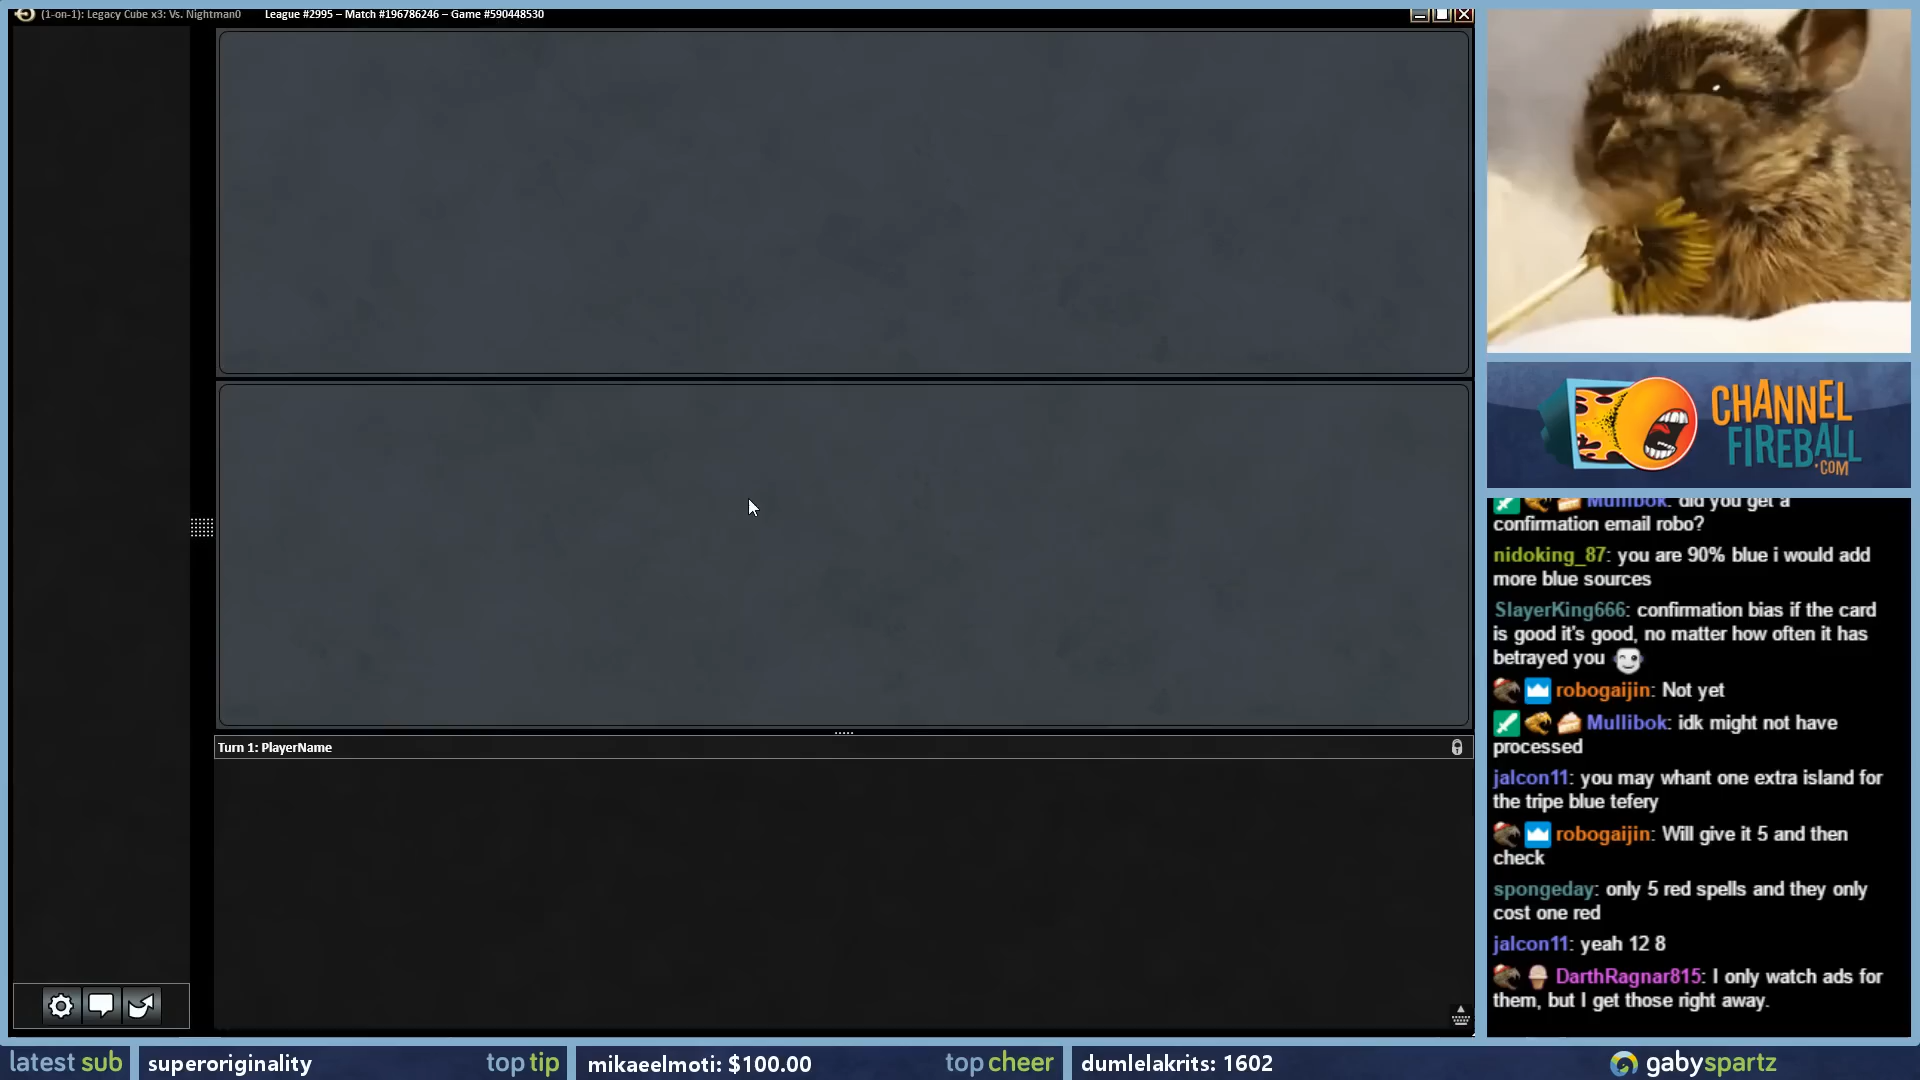 (1-on-1): Legacy Cube x3: Vs. Nightman0
League #2995 – Match #196786246 – Game #590448530
CHANNEL
FIREBALL
.COM
Mullibok: did you get a
confirmation email robo?
nidoking_87: you are 90% blue i would add
more blue sources
SlayerKing666: confirmation bias if the card
is good it's good, no matter how often it has
betrayed you
robogaijin: Not yet
Mullibok: idk might not have
processed
jalcon11: you may whant one extra island for
the tripe blue tefery
robogaijin: Will give it 5 and then
check
spongeday: only 5 red spells and they only
cost one red
jalcon11: yeah 12 8
DarthRagnar815: I only watch ads for
them, but I get those right away.
Turn 1: PlayerName
latest sub superoriginality
top tip mikaeelmoti: $100.00
top cheer dumlelakrits: 1602
gabyspartz